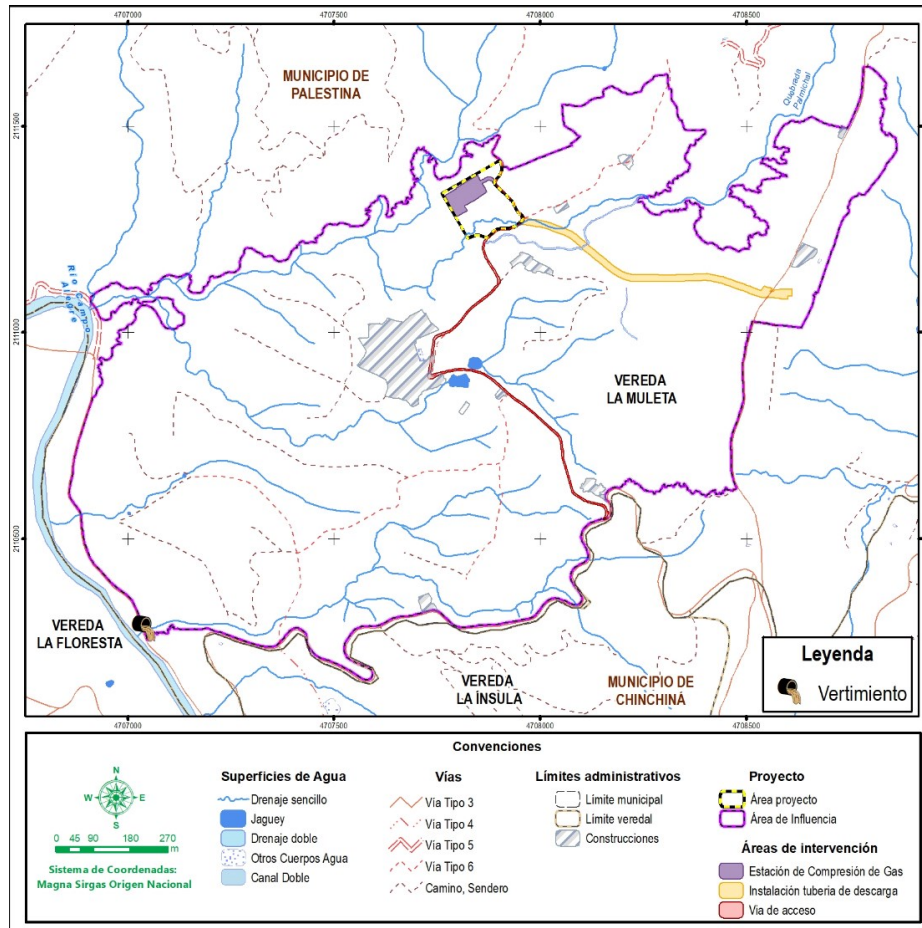 4707000 4707500 4708000 4708500
MUNICIPIO DE
PALESTINA
Quebrada
Palmichal
2111500
Río Campo
Alegre
2111000
VEREDA
LA MULETA
2110500
VEREDA
LA FLORESTA
VEREDA
LA ÍNSULA
MUNICIPIO DE
CHINCHINÁ
Leyenda
Vertimiento
4707000 4707500 4708000 4708500
Convenciones
N
W E
S
0 45 90 180 270
m
Sistema de Coordenadas:
Magna Sirgas Origen Nacional
Superficies de Agua
Drenaje sencillo
Jaguey
Drenaje doble
Otros Cuerpos Agua
Canal Doble
Vías
Vía Tipo 3
Vía Tipo 4
Vía Tipo 5
Vía Tipo 6
Camino, Sendero
Límites administrativos
Límite municipal
Límite veredal
Construcciones
Proyecto
Área proyecto
Área de Influencia
Áreas de intervención
Estación de Compresión de Gas
Instalación tuberia de descarga
Via de acceso